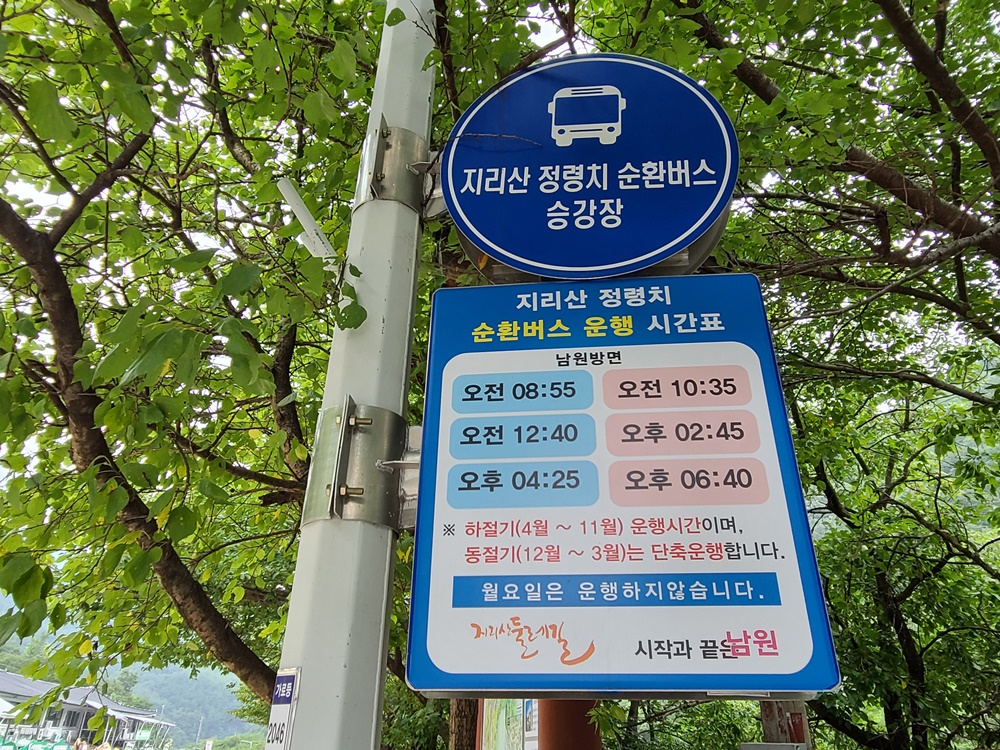 지리산 정령치 순환버스
승강장
지리산 정령치
순환버스 운행 시간표
남원방면
오전 08:55 오전 10:35
오전 12:40 오후 02:45
오후 04:25 오후 06:40
※ 하절기(4월 ~ 11월) 운행시간이며,
동절기(12월 ~ 3월)는 단축운행합니다.
월요일은 운행하지않습니다.
지리산둘레길
시작과 끝은남원
가로등
2046